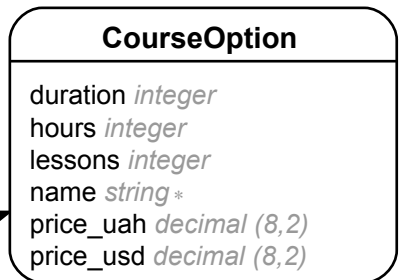 CourseOption
duration integer
hours integer
lessons integer
name string *
price_uah decimal (8,2)
price_usd decimal (8,2)